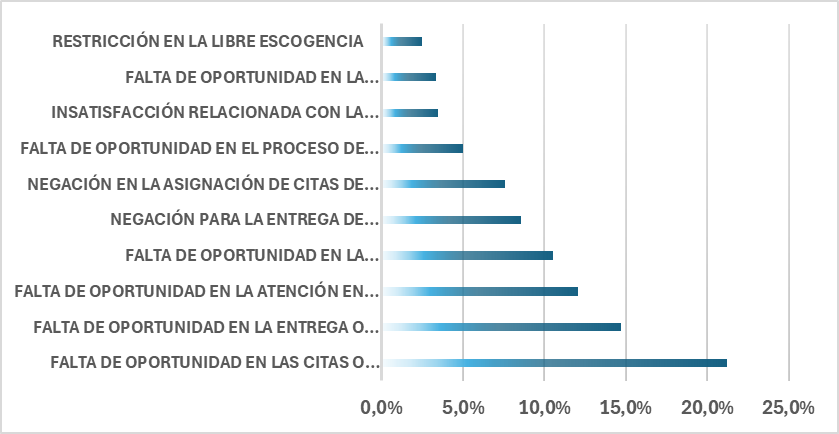 RESTRICCIÓN EN LA LIBRE ESCOGENCIA
FALTA DE OPORTUNIDAD EN LA...
INSATISFACCIÓN RELACIONADA CON LA...
FALTA DE OPORTUNIDAD EN EL PROCESO DE...
NEGACIÓN EN LA ASIGNACIÓN DE CITAS DE...
NEGACIÓN PARA LA ENTREGA DE...
FALTA DE OPORTUNIDAD EN LA...
FALTA DE OPORTUNIDAD EN LA ATENCIÓN EN...
FALTA DE OPORTUNIDAD EN LA ENTREGA O...
FALTA DE OPORTUNIDAD EN LAS CITAS O...
0,0% 5,0% 10,0% 15,0% 20,0% 25,0%